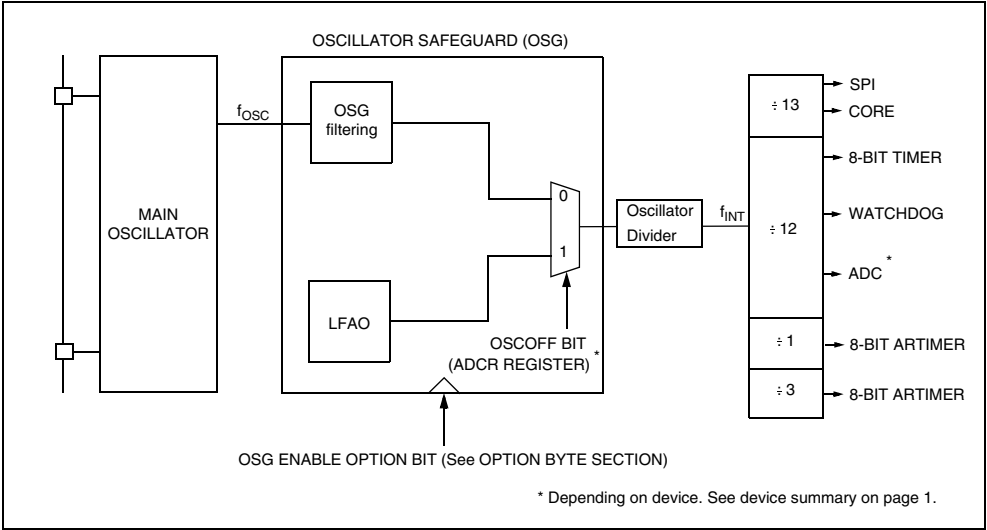 OSCILLATOR SAFEGUARD (OSG)
MAIN
OSCILLATOR
fOSC
OSG
filtering
LFAO
0
1
OSCOFF BIT
(ADCR REGISTER) *
Oscillator
Divider
fINT
÷ 13
÷ 12
÷ 1
÷ 3
SPI
CORE
8-BIT TIMER
WATCHDOG
ADC *
8-BIT ARTIMER
8-BIT ARTIMER
OSG ENABLE OPTION BIT (See OPTION BYTE SECTION)
* Depending on device. See device summary on page 1.